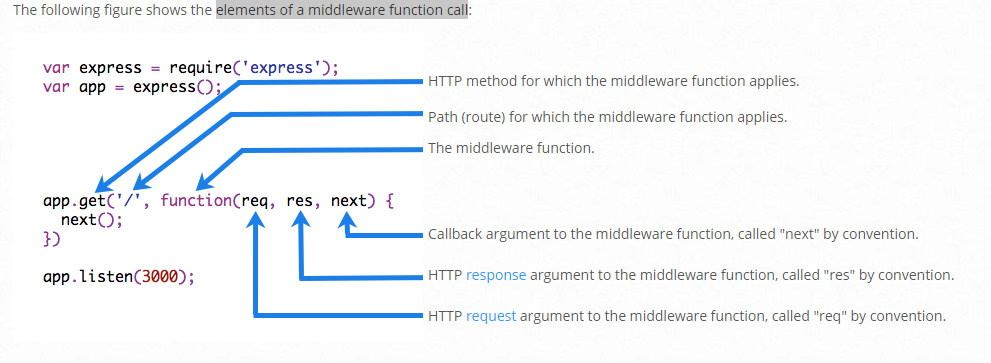 The following figure shows the elements of a middleware function call:
var express = require('express');
var app = express();
HTTP method for which the middleware function applies.
Path (route) for which the middleware function applies.
The middleware function.
app.get('/', function(req, res, next) {
next();
})
app.listen(3000);
Callback argument to the middleware function, called "next" by convention.
HTTP response argument to the middleware function, called "res" by convention.
HTTP request argument to the middleware function, called "req" by convention.